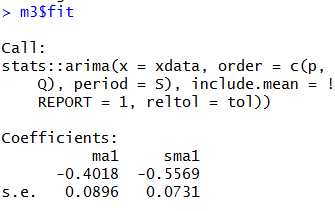 > m3$fit
Call:
stats::arima(x = xdata, order = c(p,
Q), period = S), include.mean = !
REPORT = 1, reltol = tol))
Coefficients:
ma1 sma1
-0.4018 -0.5569
s.e. 0.0896 0.0731